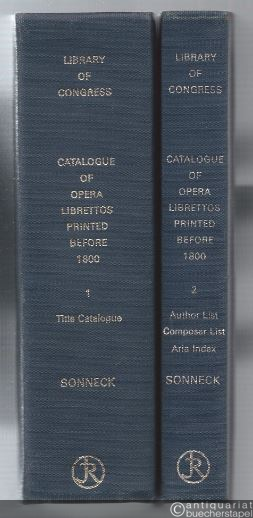 LIBRARY
OF
CONGRESS
CATALOGUE
OF
OPERA
LIBRETTOS
PRINTED
BEFORE
1800
1
Title Catalogue
SONNECK
LIBRARY
OF
CONGRESS
CATALOGUE
OF
OPERA
LIBRETTOS
PRINTED
BEFORE
1800
2
Author List
Composer List
Aria Index
SONNECK
antiquariat
buecherstapel